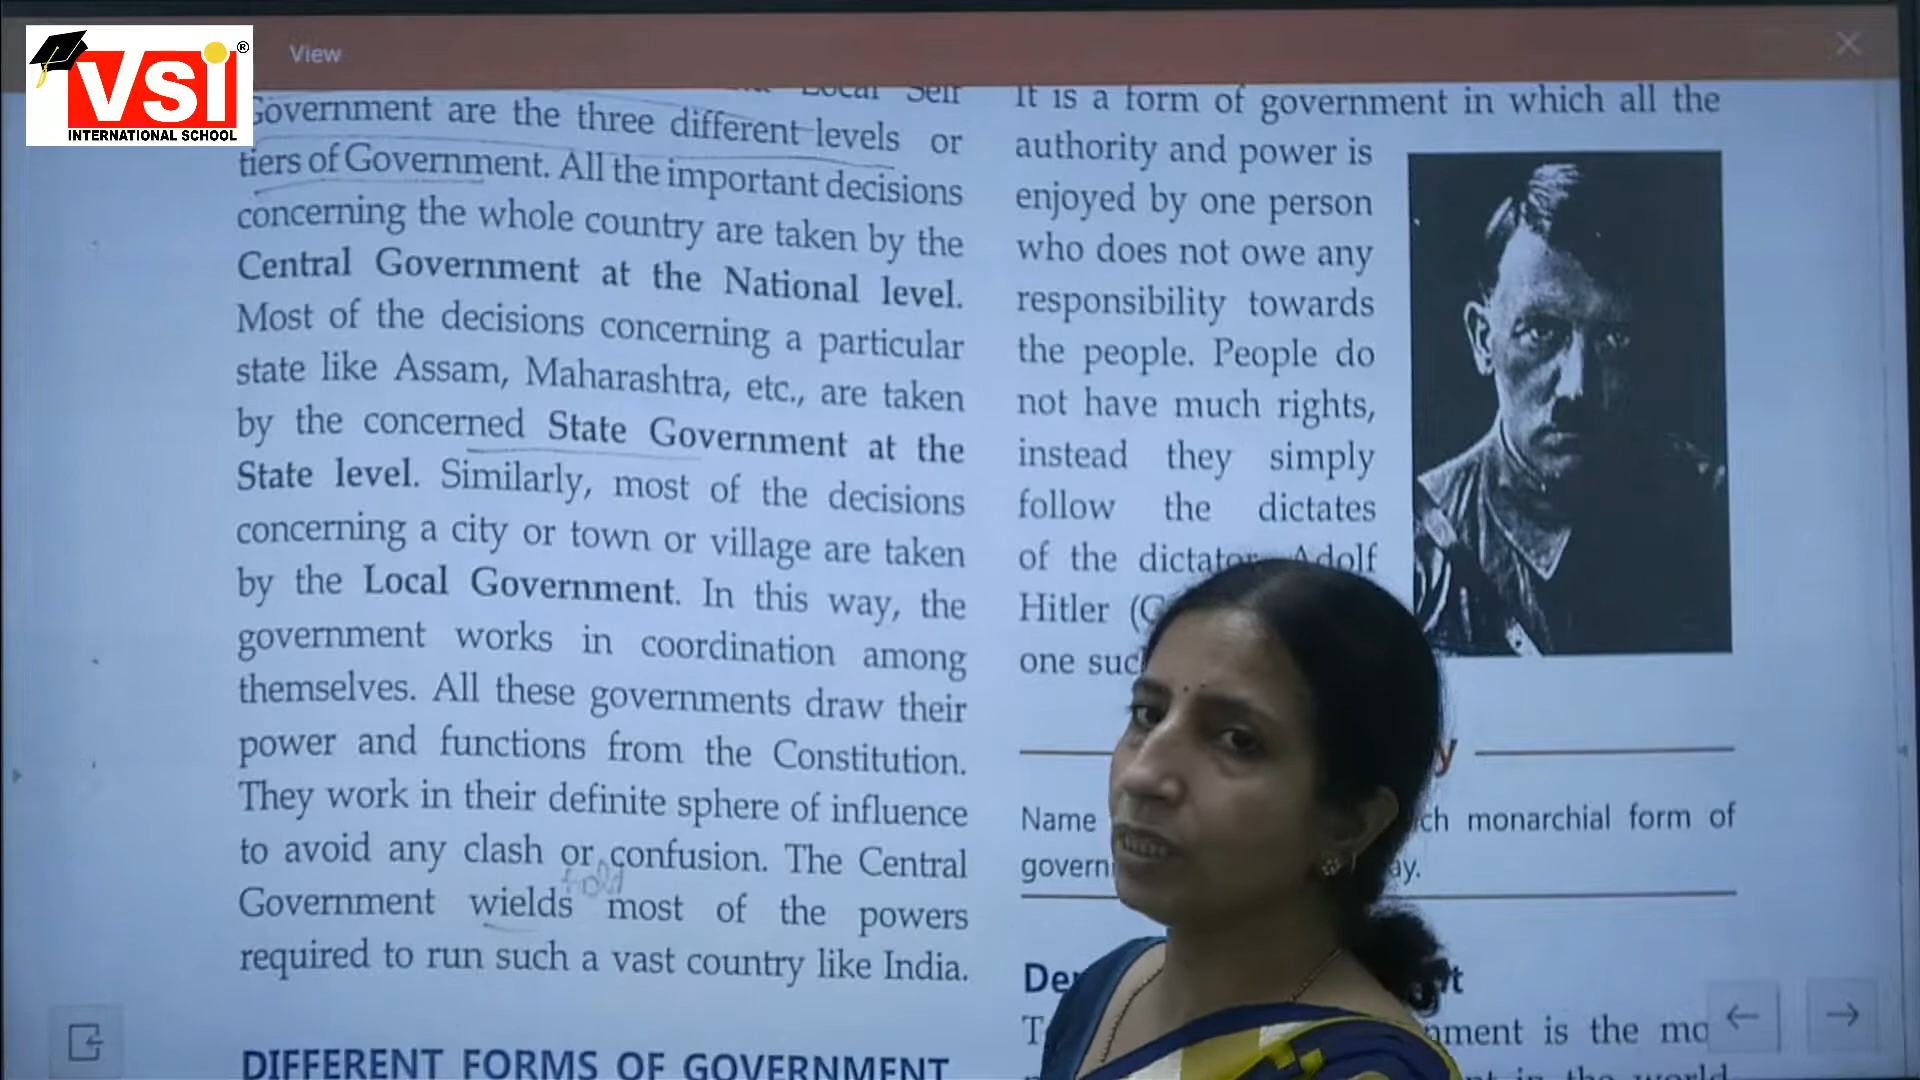 VSI ®
INTERNATIONAL SCHOOL
View
Local Self
Government are the three different levels or
tiers of Government. All the important decisions
concerning the whole country are taken by the
Central Government at the National level.
Most of the decisions concerning a particular
state like Assam, Maharashtra, etc., are taken
by the concerned State Government at the
State level. Similarly, most of the decisions
concerning a city or town or village are taken
by the Local Government. In this way, the
government works in coordination among
themselves. All these governments draw their
power and functions from the Constitution.
They work in their definite sphere of influence
to avoid any clash or confusion. The Central
hold
Government wields most of the powers
required to run such a vast country like India.
DIFFERENT FORMS OF GOVERNMENT
It is a form of government in which all the
authority and power is
enjoyed by one person
who does not owe any
responsibility towards
the people. People do
not have much rights,
instead they simply
follow the dictates
of the dictator. Adolf
Hitler
one
Name monarchial form of
is the
in the world